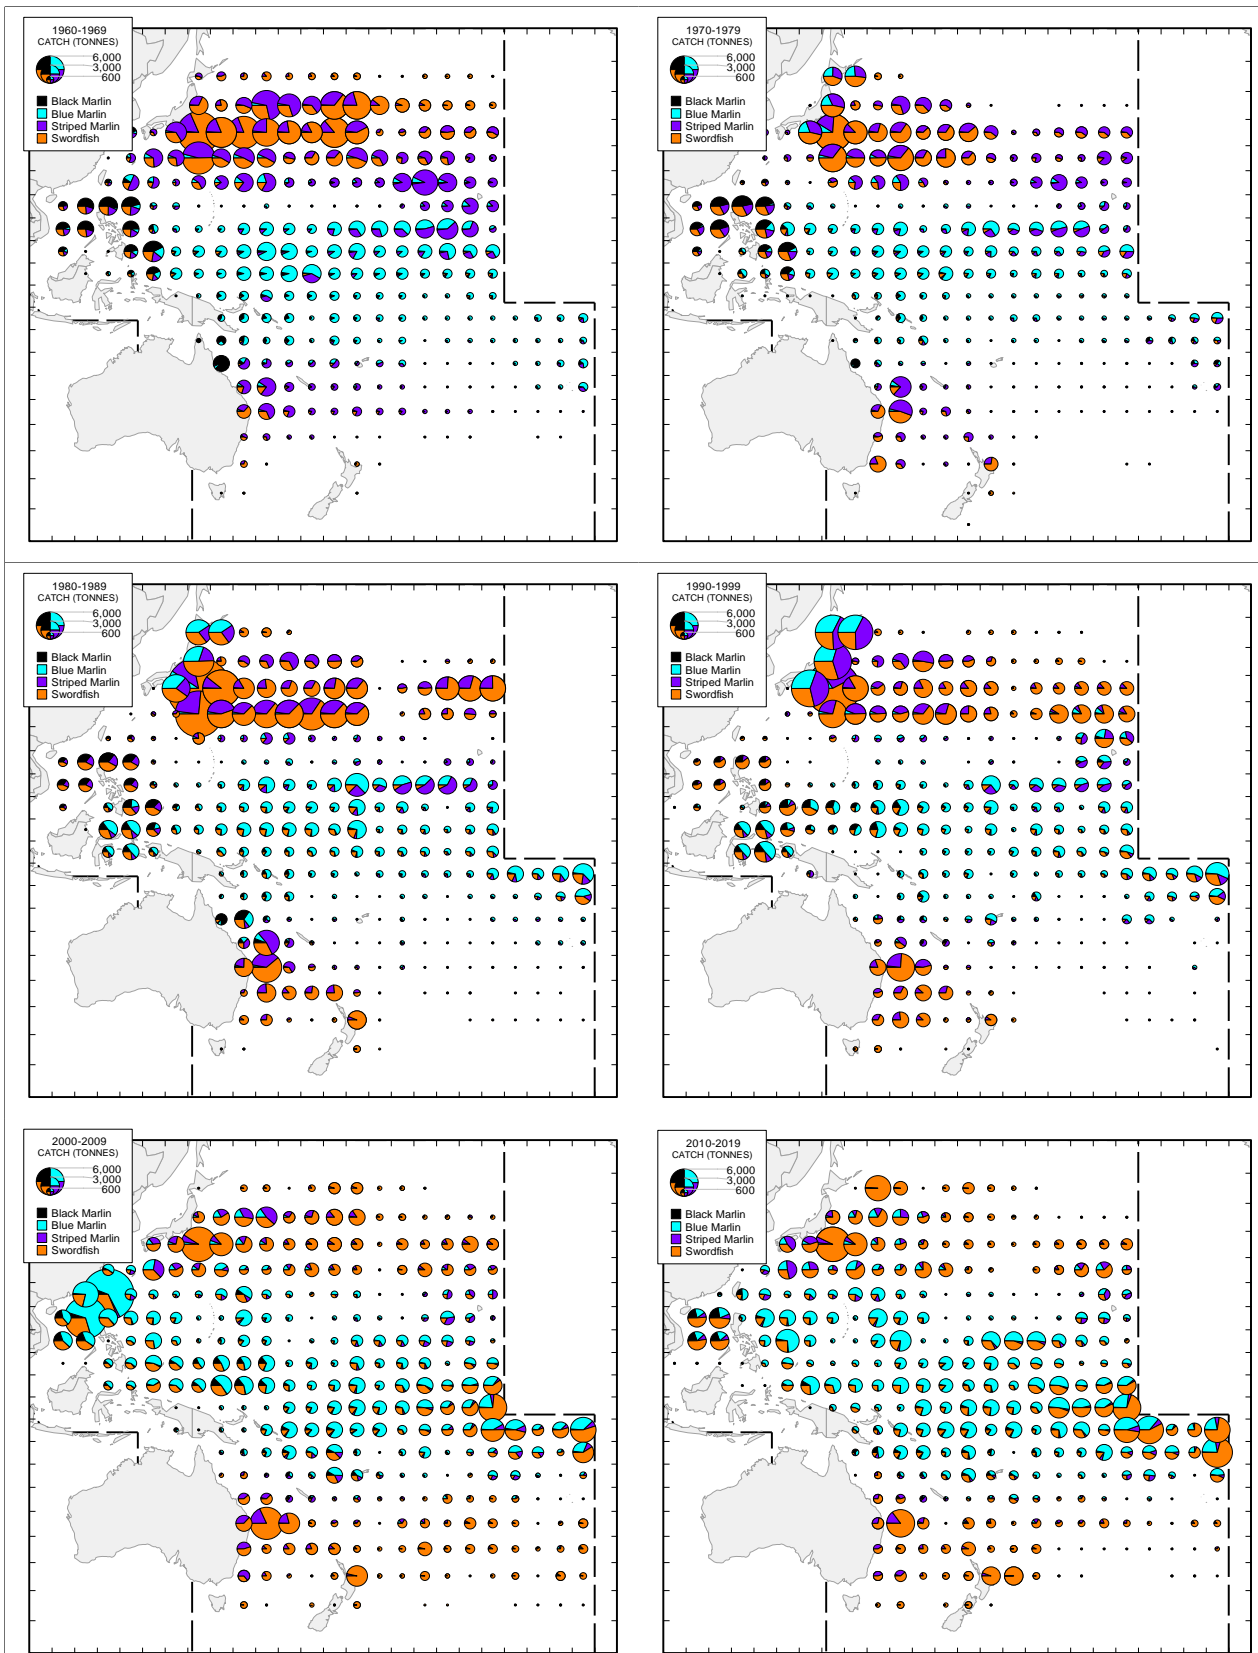 1960-1969
CATCH (TONNES)
6,000
3,000
600
Black Marlin
Blue Marlin
Striped Marlin
Swordfish
1970-1979
CATCH (TONNES)
6,000
3,000
600
Black Marlin
Blue Marlin
Striped Marlin
Swordfish
1980-1989
CATCH (TONNES)
6,000
3,000
600
Black Marlin
Blue Marlin
Striped Marlin
Swordfish
1990-1999
CATCH (TONNES)
6,000
3,000
600
Black Marlin
Blue Marlin
Striped Marlin
Swordfish
2000-2009
CATCH (TONNES)
6,000
3,000
600
Black Marlin
Blue Marlin
Striped Marlin
Swordfish
2010-2019
CATCH (TONNES)
6,000
3,000
600
Black Marlin
Blue Marlin
Striped Marlin
Swordfish